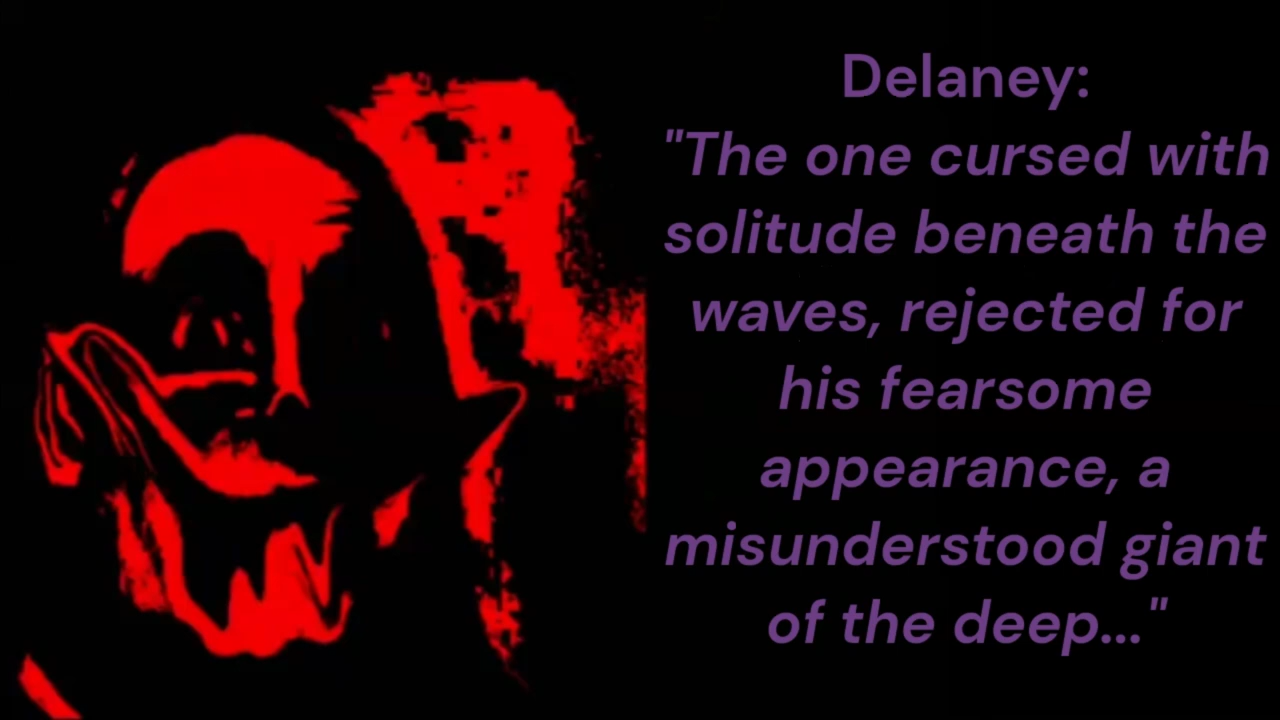 Delaney:
"The one cursed with
solitude beneath the
waves, rejected for
his fearsome
appearance, a
misunderstood giant
of the deep..."